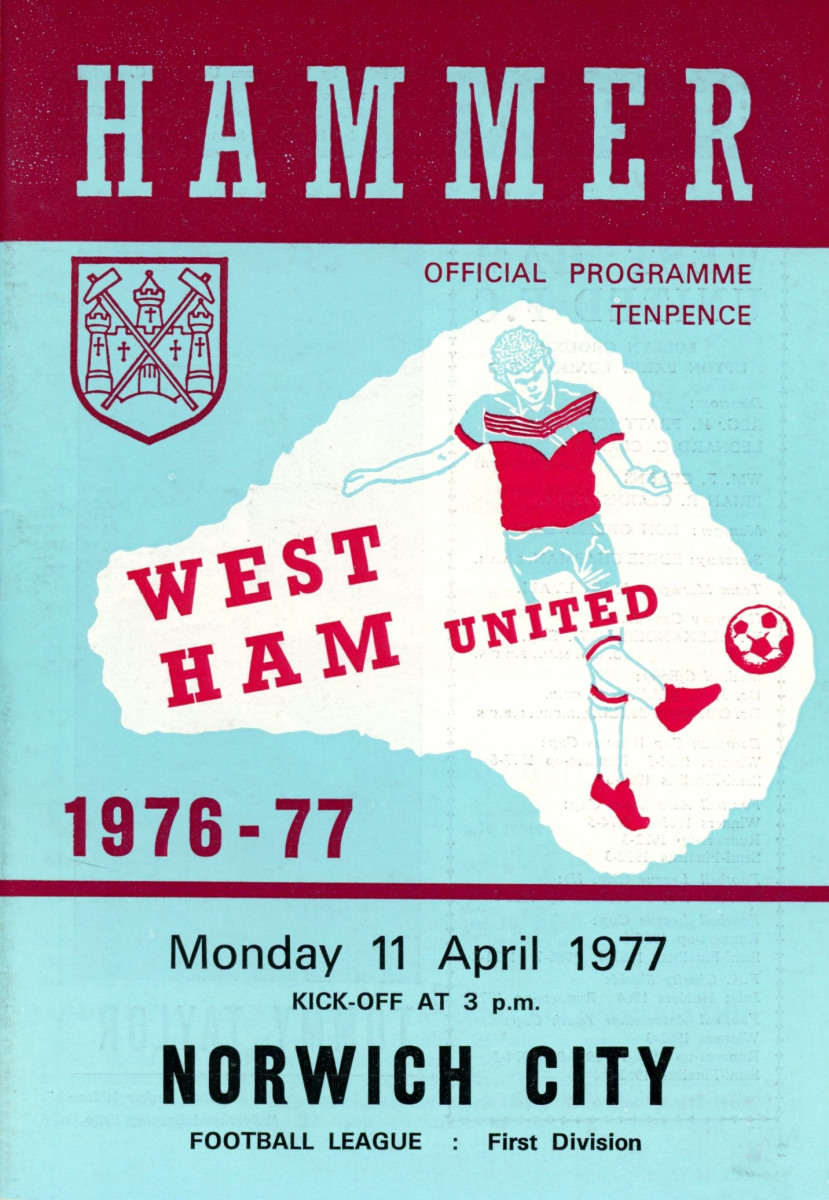 HAMMER
OFFICIAL PROGRAMME
TENPENCE
WEST
HAM UNITED
1976-77
Monday 11 April 1977
KICK-OFF AT 3 p.m.
NORWICH CITY
FOOTBALL LEAGUE : First Division